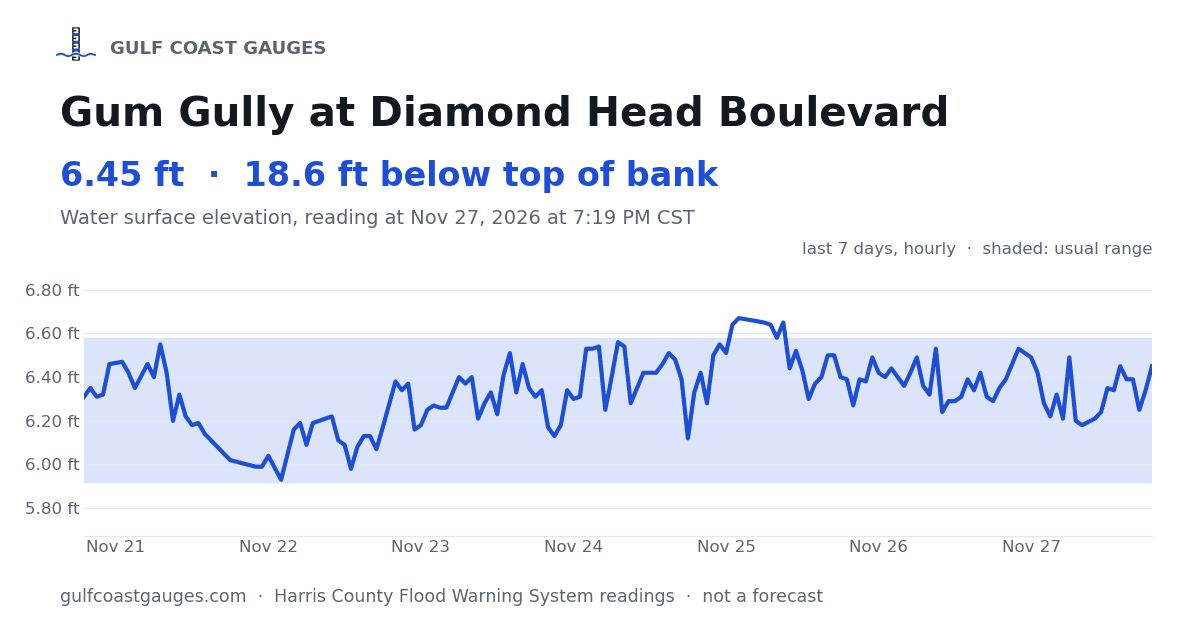 GULF COAST GAUGES
Gum Gully at Diamond Head Boulevard
6.45 ft · 18.6 ft below top of bank
Water surface elevation, reading at Nov 27, 2026 at 7:19 PM CST
last 7 days, hourly · shaded: usual range
6.80 ft
6.60 ft
6.40 ft
6.20 ft
6.00 ft
5.80 ft
Nov 21 Nov 22 Nov 23 Nov 24 Nov 25 Nov 26 Nov 27
gulfcoastgauges.com · Harris County Flood Warning System readings · not a forecast